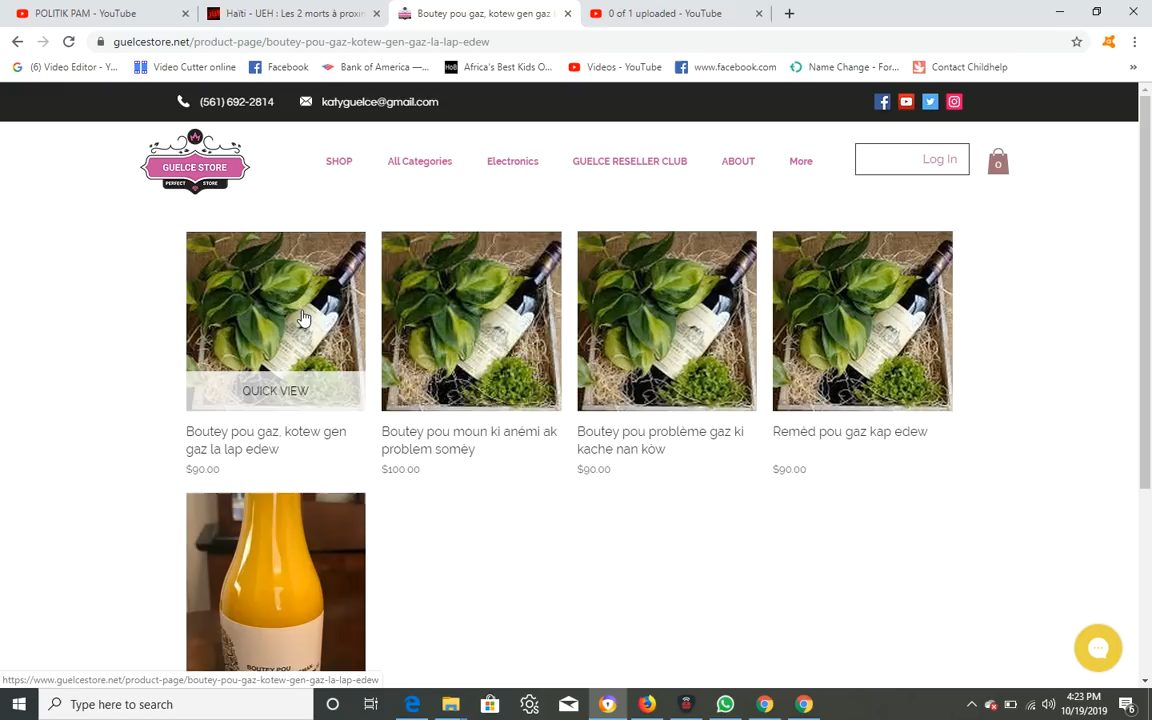 POLITIK PAM - YouTube
Haïti - UEH : Les 2 morts à proxin
Boutey pou gaz, kotew gen gaz l
0 of 1 uploaded - YouTube
guelcestore.net/product-page/boutey-pou-gaz-kotew-gen-gaz-la-lap-edew
(6) Video Editor - Y...
Video Cutter online
Facebook
Bank of America —...
Africa's Best Kids O...
Videos - YouTube
www.facebook.com
Name Change - For...
Contact Childhelp
»
(561) 692-2814
katyguelce@gmail.com
GUELCE STORE
PERFECT STORE
SHOP
All Categories
Electronics
GUELCE RESELLER CLUB
ABOUT
More
Log In
0
QUICK VIEW
Boutey pou gaz, kotew gen
gaz la lap edew
$90.00
Boutey pou moun ki anémi ak
problem somèy
$100.00
Boutey pou problème gaz ki
kache nan kòw
$90.00
Remèd pou gaz kap edew
$90.00
BOUTEY POU
https://www.guelcestore.net/product-page/boutey-pou-gaz-kotew-gen-gaz-la-lap-edew
Type here to search
4:23 PM
10/19/2019
6